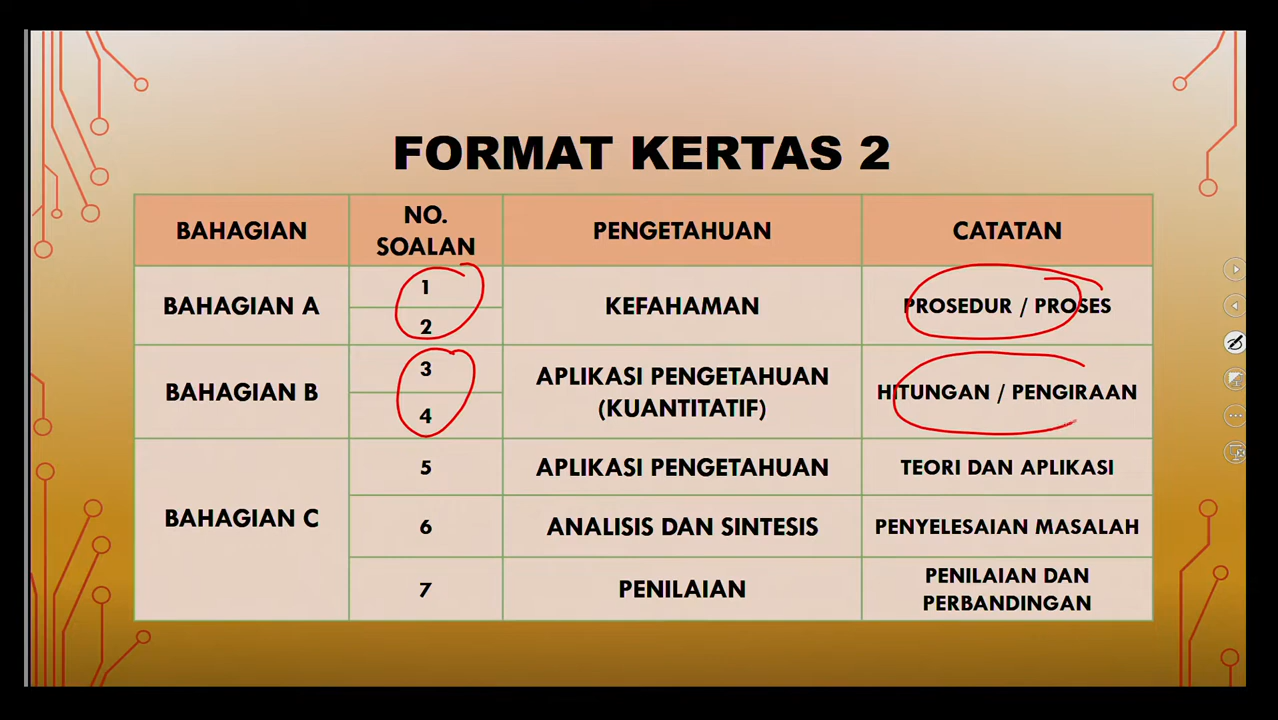 FORMAT KERTAS 2
BAHAGIAN
NO.
SOALAN
PENGETAHUAN
CATATAN
BAHAGIAN A
1
2
KEFAHAMAN
PROSEDUR / PROSES
BAHAGIAN B
3
4
APLIKASI PENGETAHUAN
(KUANTITATIF)
HITUNGAN / PENGIRAAN
BAHAGIAN C
5
APLIKASI PENGETAHUAN
TEORI DAN APLIKASI
6
ANALISIS DAN SINTESIS
PENYELESAIAN MASALAH
7
PENILAIAN
PENILAIAN DAN
PERBANDINGAN